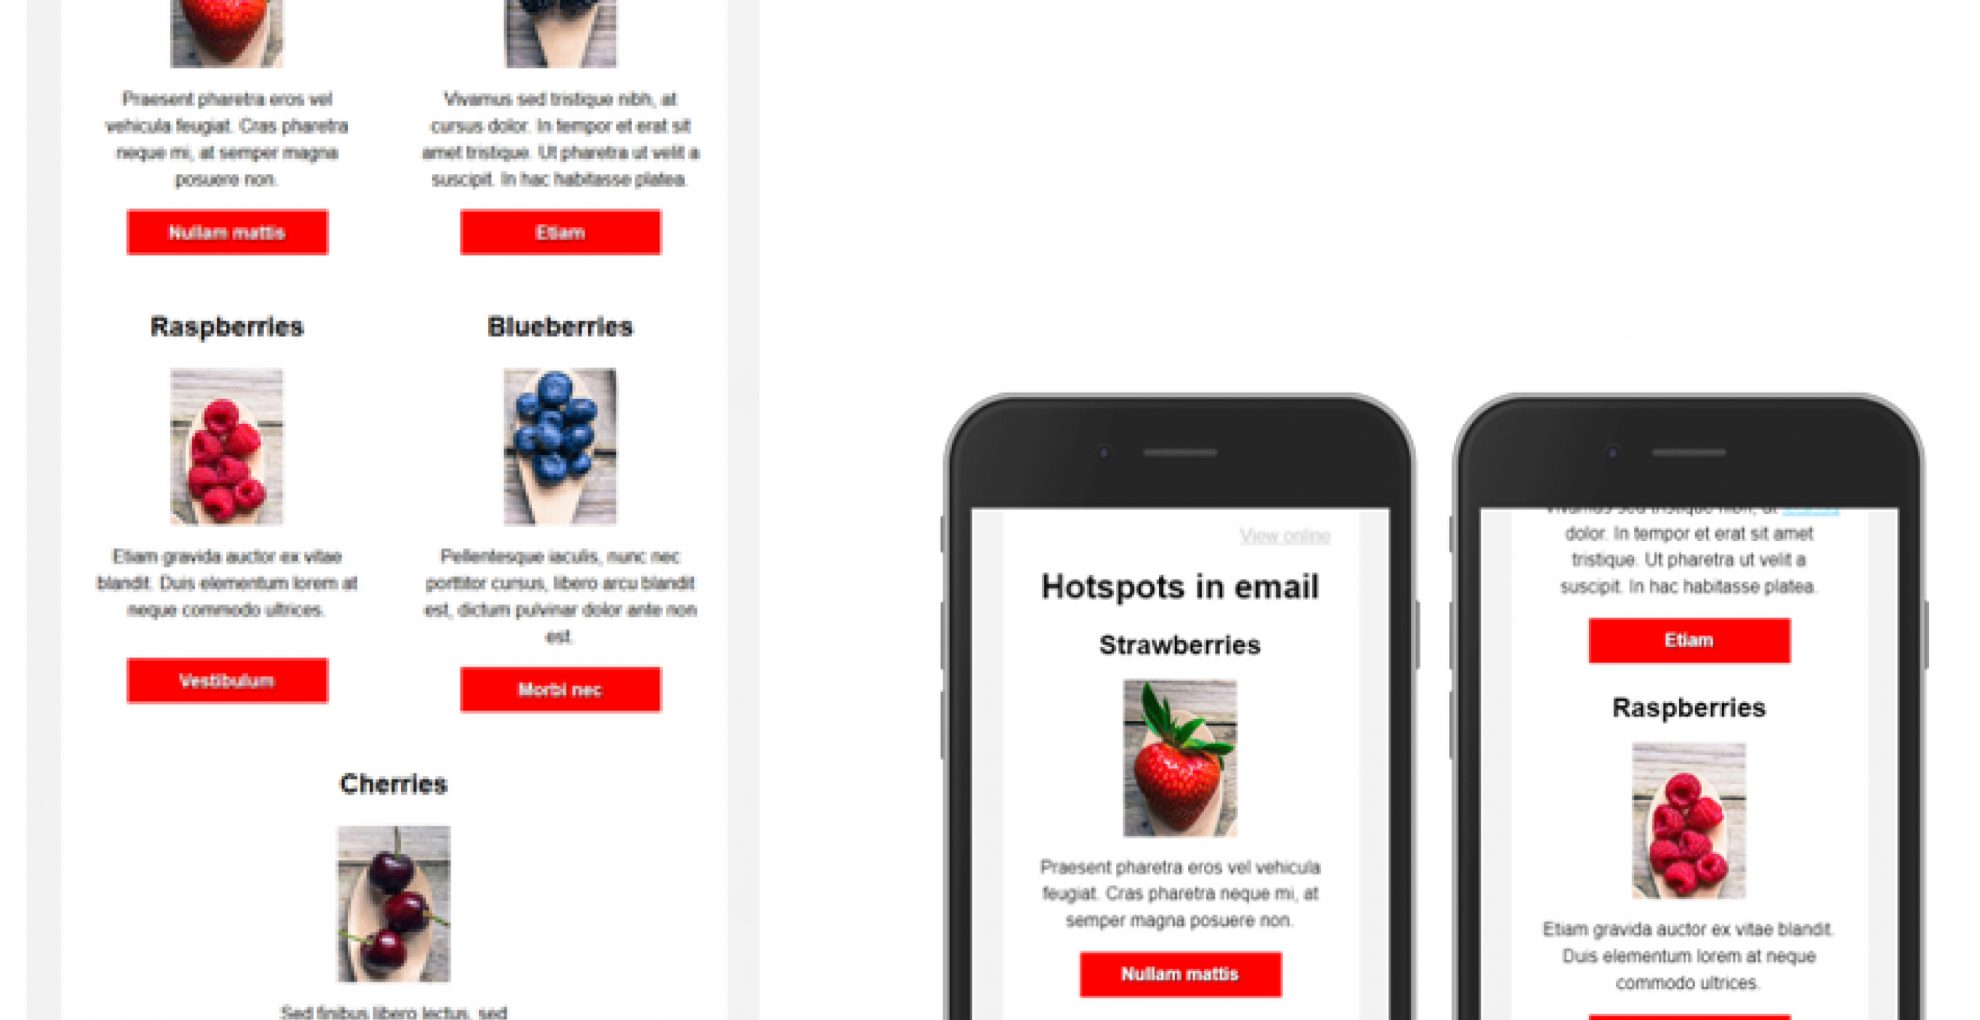 Praesent pharetra eros vel
vehicula feugiat. Cras pharetra
neque mi, at semper magna
posuere non.
Nullam mattis
Vivamus sed tristique nibh, at
cursus dolor. In tempor et erat sit
amet tristique. Ut pharetra ut velit a
suscipit. In hac habitasse platea.
Etiam
Raspberries
Etiam gravida auctor ex vitae
blandit. Duis elementum lorem at
neque commodo ultrices.
Vestibulum
Blueberries
Pellentesque iaculis, nunc nec
porttitor cursus, libero arcu blandit
est, dictum pulvinar dolor ante non
est.
Morbi nec
Cherries
Sed finibus libero lectus, sed
View online
Hotspots in email
Strawberries
Praesent pharetra eros vel vehicula
feugiat. Cras pharetra neque mi, at
semper magna posuere non.
Nullam mattis
Vivamus sed tristique nibh, at
dolor. In tempor et erat sit amet
tristique. Ut pharetra ut velit a
suscipit. In hac habitasse platea.
Etiam
Raspberries
Etiam gravida auctor ex vitae blandit.
Duis elementum lorem at neque
commodo ultrices.